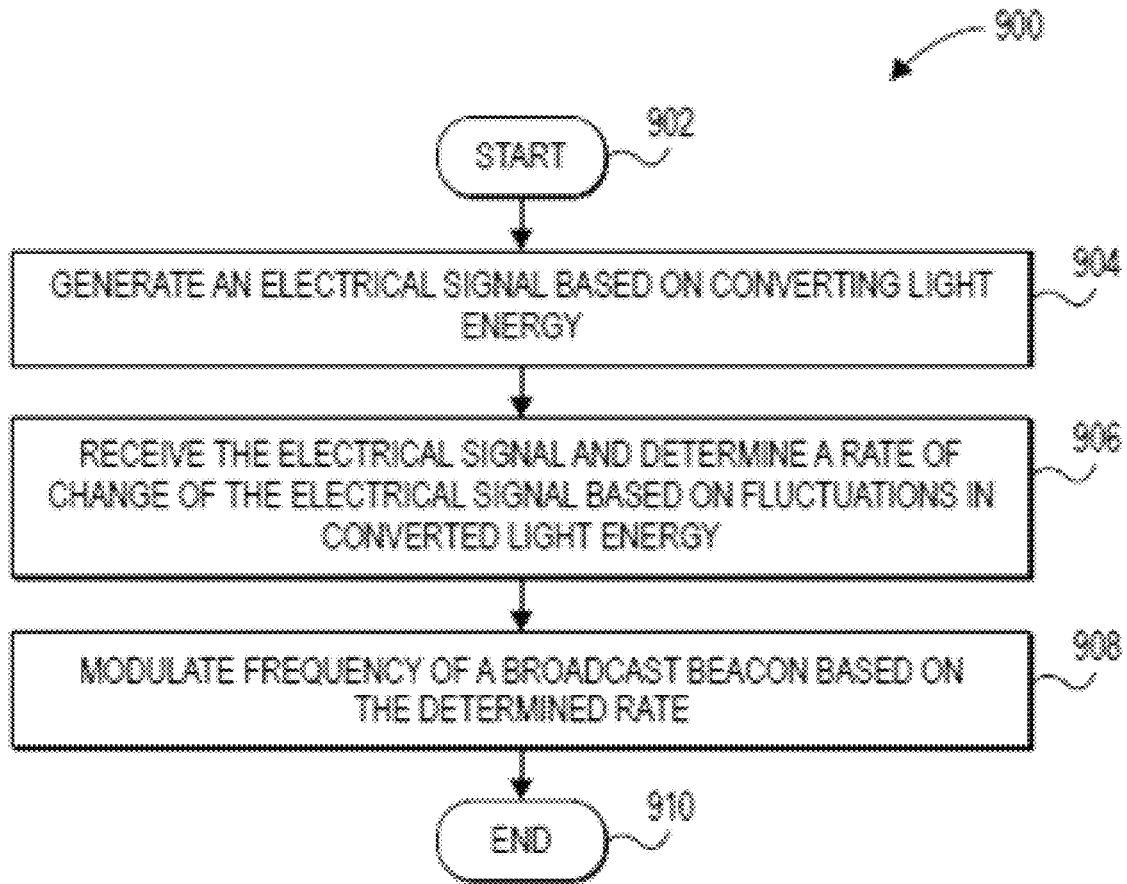 900
START
902
GENERATE AN ELECTRICAL SIGNAL BASED ON CONVERTING LIGHT
ENERGY
904
RECEIVE THE ELECTRICAL SIGNAL AND DETERMINE A RATE OF
CHANGE OF THE ELECTRICAL SIGNAL BASED ON FLUCTUATIONS IN
CONVERTED LIGHT ENERGY
906
MODULATE FREQUENCY OF A BROADCAST BEACON BASED ON
THE DETERMINED RATE
908
END
910